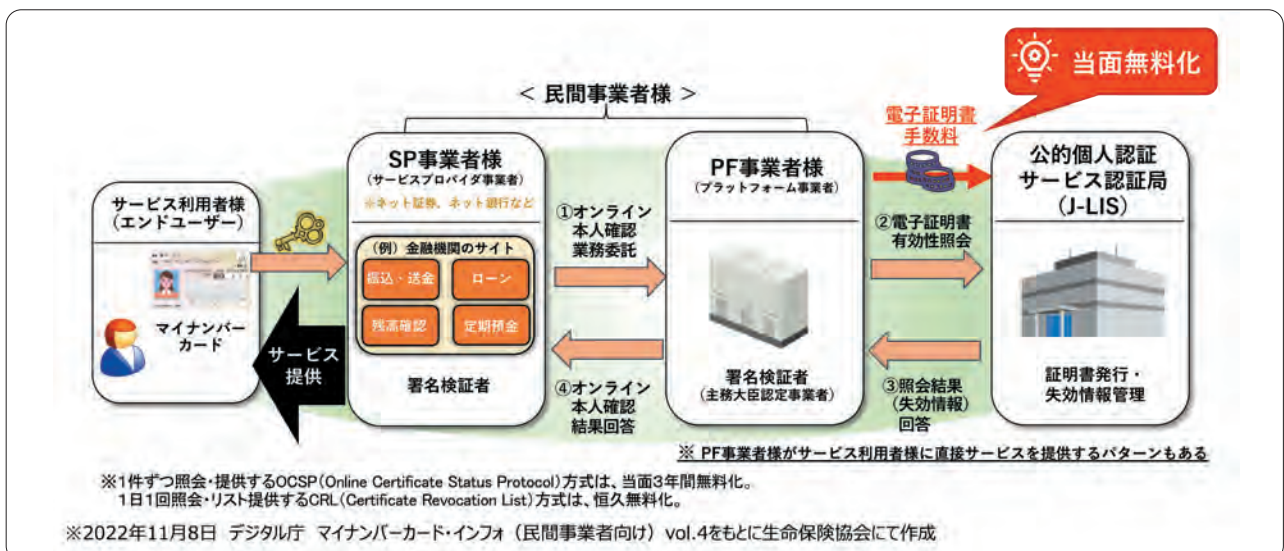 当面無料化
< 民間事業者様 >
電子証明書
手数料
サービス利用者様
(エンドユーザー)
マイナンバー
カード
サービス
提供
SP事業者様
(サービスプロバイダ事業者)
※ネット証券、ネット銀行など
(例)金融機関のサイト
振込・送金
ローン
残高確認
定期預金
署名検証者
①オンライン
本人確認
業務委託
④オンライン
本人確認
結果回答
PF事業者様
(プラットフォーム事業者)
署名検証者
(主務大臣認定事業者)
②電子証明書
有効性照会
③照会結果
(失効情報)
回答
公的個人認証
サービス認証局
(J-LIS)
証明書発行・
失効情報管理
※ PF事業者様がサービス利用者様に直接サービスを提供するパターンもある
※1件ずつ照会・提供するOCSP(Online Certificate Status Protocol)方式は、当面3年間無料化。
1日1回照会・リスト提供するCRL(Certificate Revocation List)方式は、恒久無料化。
※2022年11月8日 デジタル庁 マイナンバーカード・インフォ(民間事業者向け) vol.4をもとに生命保険協会にて作成